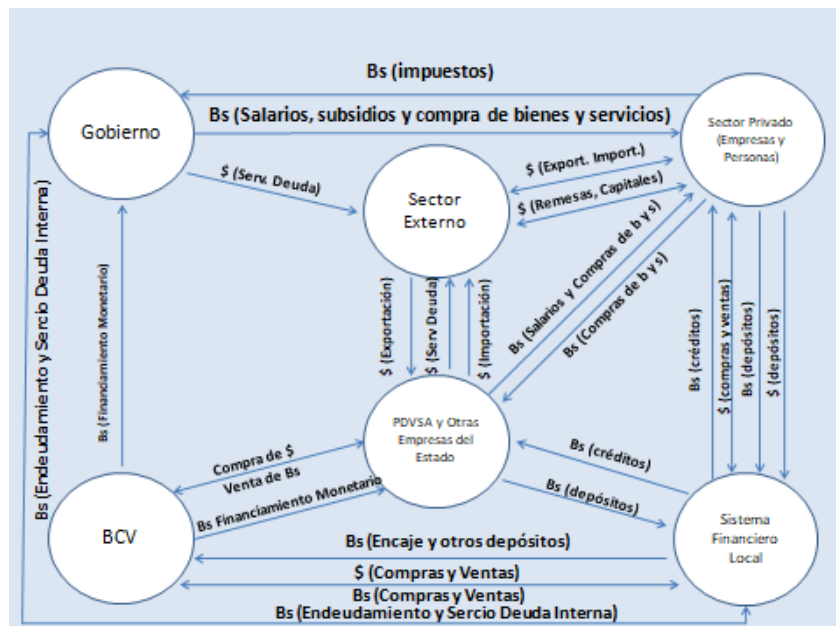 Bs (impuestos)
Gobierno
Bs (Salarios, subsidios y compra de bienes y servicios)
Sector Privado
(Empresas y
Personas)
$ (Serv. Deuda)
Sector
Externo
$ (Export. Import.)
$ (Remesas, Capitales)
Bs (Endeudamiento y Sercio Deuda Interna)
Bs (Financiamiento Monetario)
$ (Exportación)
$ (Serv Deuda)
$ (Importación)
Bs (Salarios y Compras de b y s)
Bs (Compras de b y s)
Bs (créditos)
$ (compras y ventas)
Bs (depósitos)
$ (depósitos)
PDVSA y Otras
Empresas del
Estado
Compra de $
Venta de Bs
Bs Financiamiento Monetario
Bs (créditos)
Bs (depósitos)
BCV
Sistema
Financiero
Local
Bs (Encaje y otros depósitos)
$ (Compras y Ventas)
Bs (Compras y Ventas)
Bs (Endeudamiento y Sercio Deuda Interna)